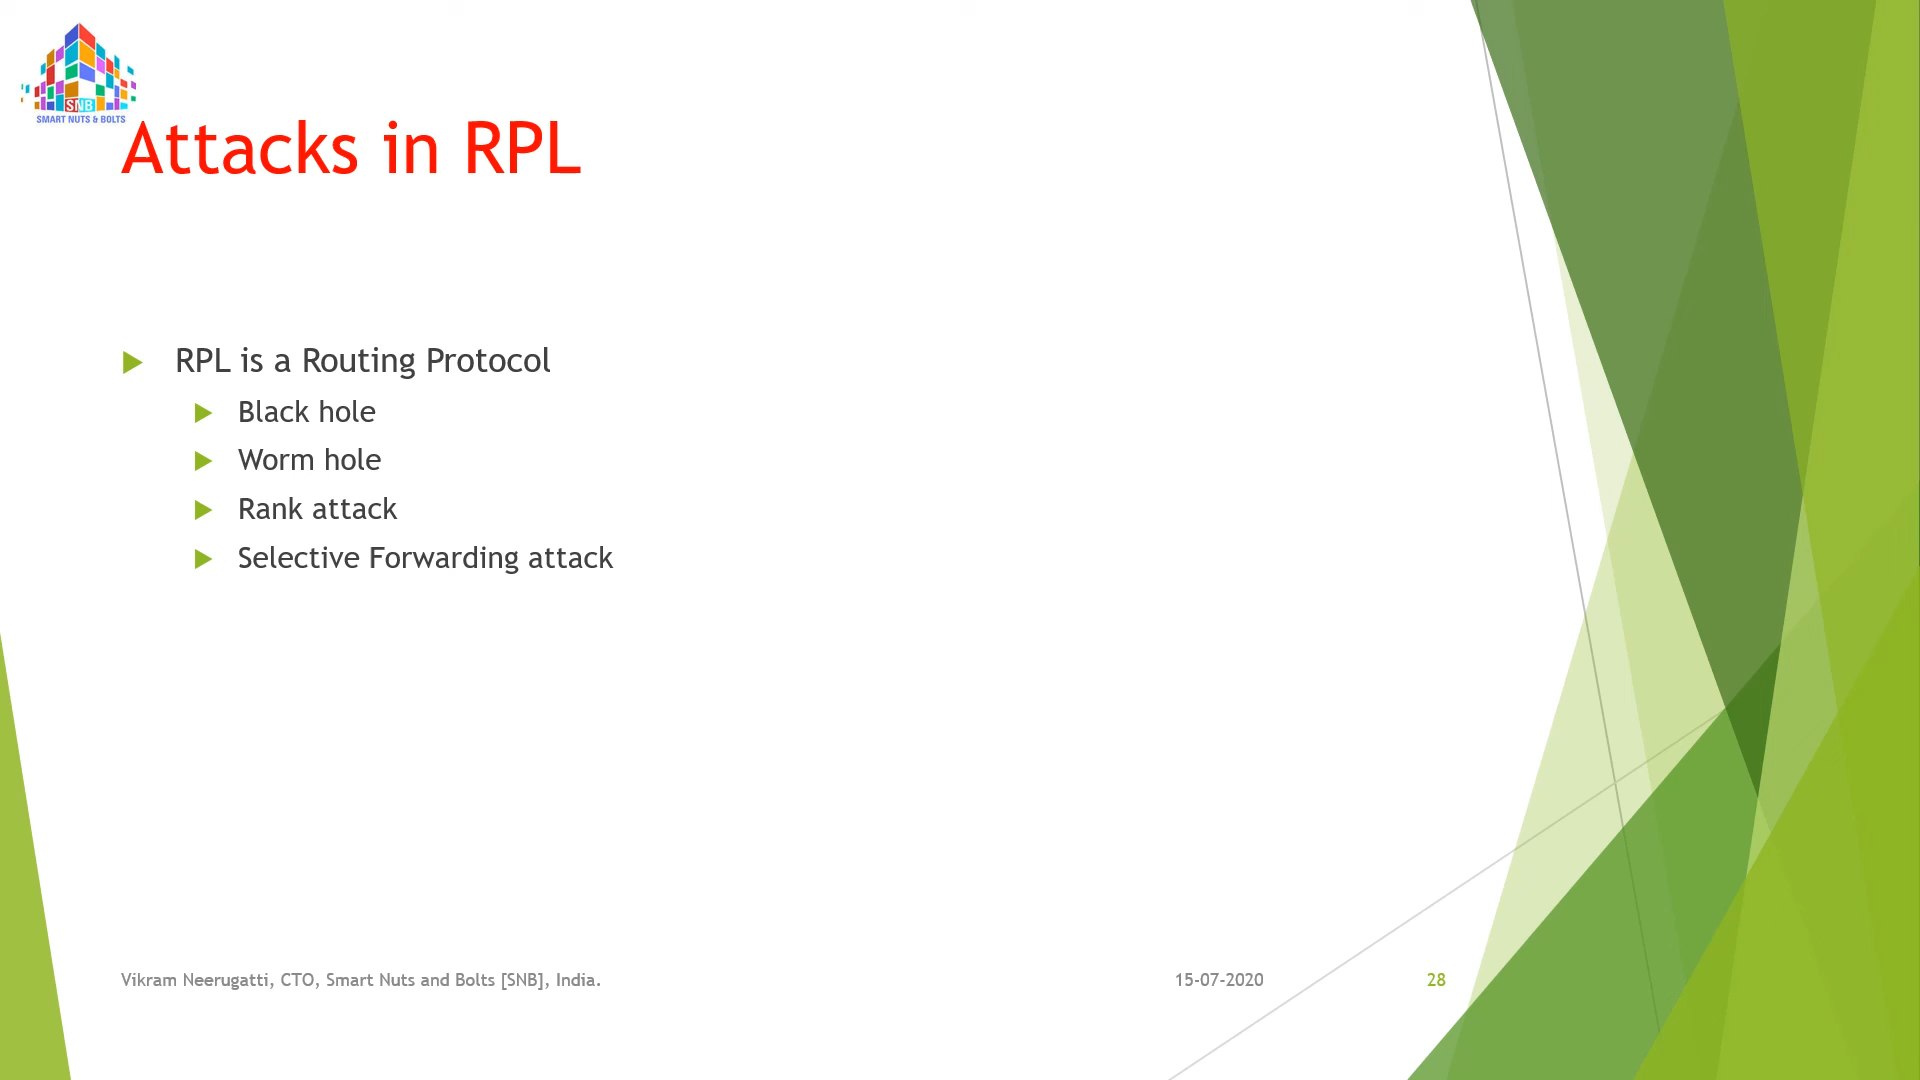 SNB
SMART NUTS & BOLTS
Attacks in RPL
RPL is a Routing Protocol
Black hole
Worm hole
Rank attack
Selective Forwarding attack
Vikram Neerugatti, CTO, Smart Nuts and Bolts [SNB], India.
15-07-2020
28